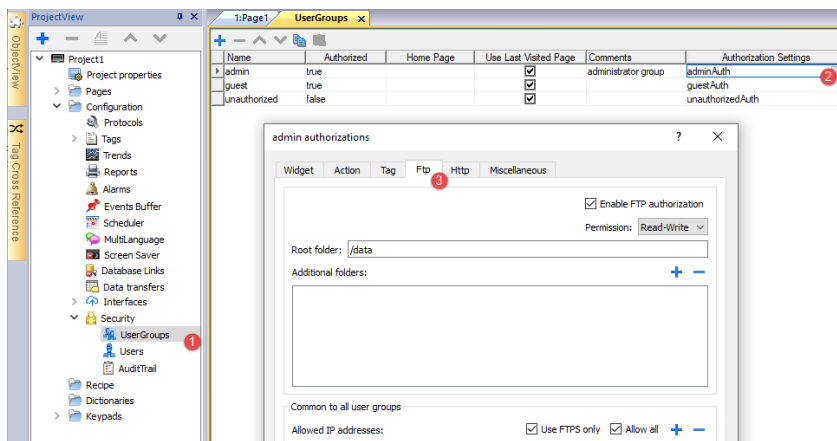 ProjectView
1:Page1
UserGroups
ObjectView
Tag Cross Reference
Project1
Project properties
Pages
Configuration
Protocols
Tags
Trends
Reports
Alarms
Events Buffer
Scheduler
MultiLanguage
Screen Saver
Database Links
Data transfers
Interfaces
Security
UserGroups 1
Users
AuditTrail
Recipe
Dictionaries
Keypads
Name Authorized Home Page Use Last Visited Page Comments Authorization Settings
admin true administrator group adminAuth 2
guest true guestAuth
unauthorized false unauthorizedAuth
admin authorizations ?
Widget Action Tag Ftp Http Miscellaneous
3
Enable FTP authorization
Permission: Read-Write
Root folder: /data
Additional folders:
Common to all user groups
Allowed IP addresses: Use FTPS only Allow all